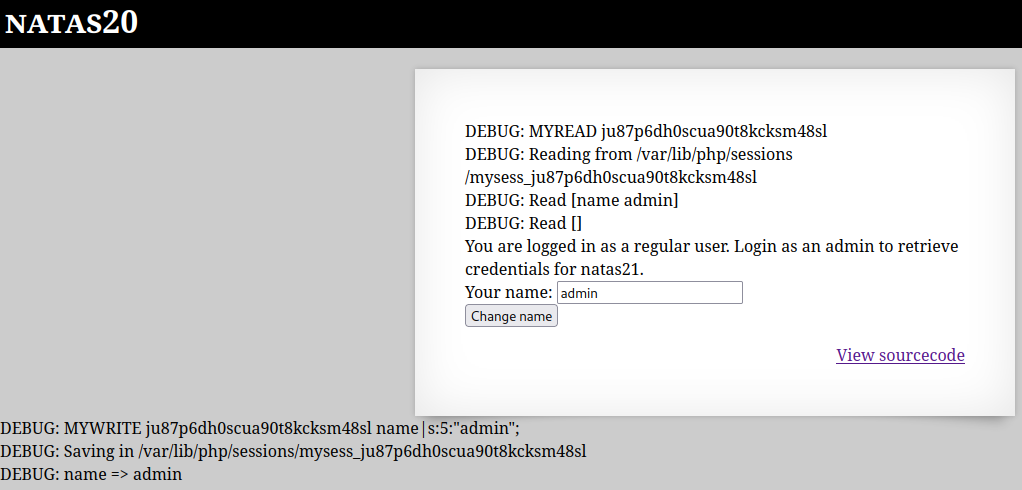 NATAS20
DEBUG: MYREAD ju87p6dh0scua90t8kcksm48sl
DEBUG: Reading from /var/lib/php/sessions
/mysess_ju87p6dh0scua90t8kcksm48sl
DEBUG: Read [name admin]
DEBUG: Read []
You are logged in as a regular user. Login as an admin to retrieve
credentials for natas21.
Your name: admin
Change name
View sourcecode
DEBUG: MYWRITE ju87p6dh0scua90t8kcksm48sl name|s:5:"admin";
DEBUG: Saving in /var/lib/php/sessions/mysess_ju87p6dh0scua90t8kcksm48sl
DEBUG: name => admin